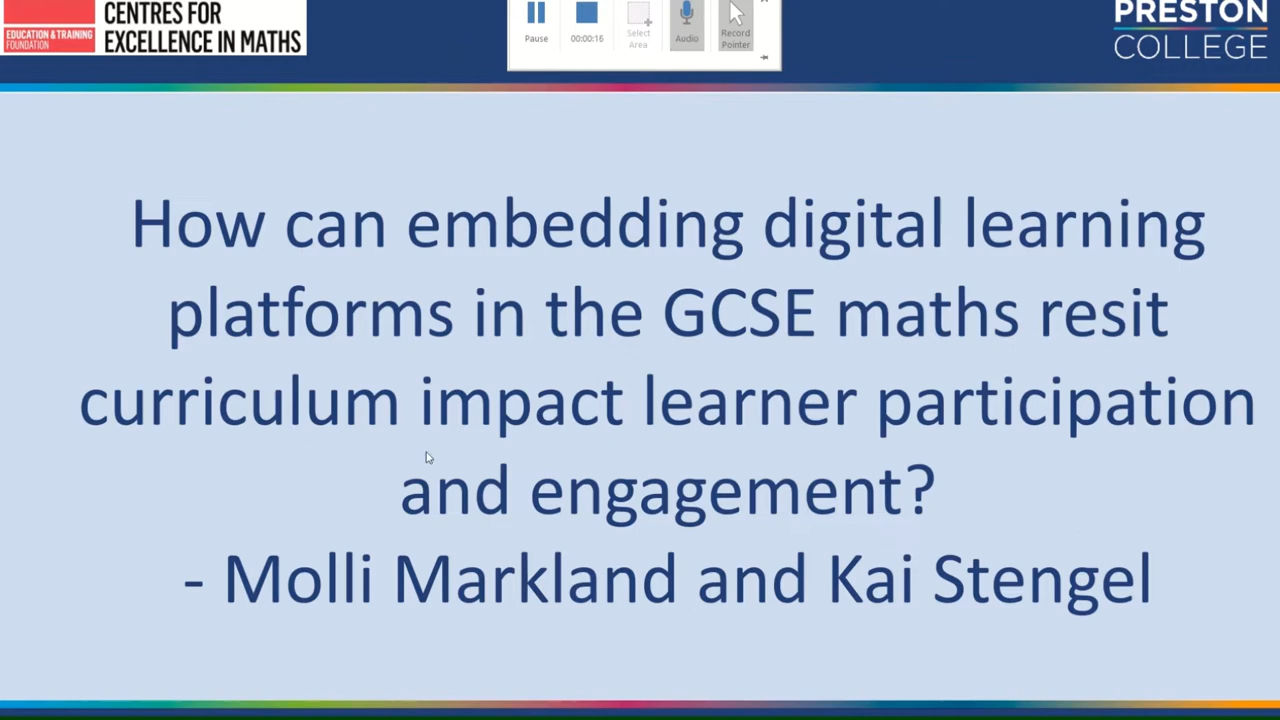 CENTRES FOR
EXCELLENCE IN MATHS
EDUCATION & TRAINING
FOUNDATION
Pause
00:00:16
Select
Area
Audio
Record
Pointer
PRESTON
COLLEGE
How can embedding digital learning
platforms in the GCSE maths resit
curriculum impact learner participation
and engagement?
- Molli Markland and Kai Stengel